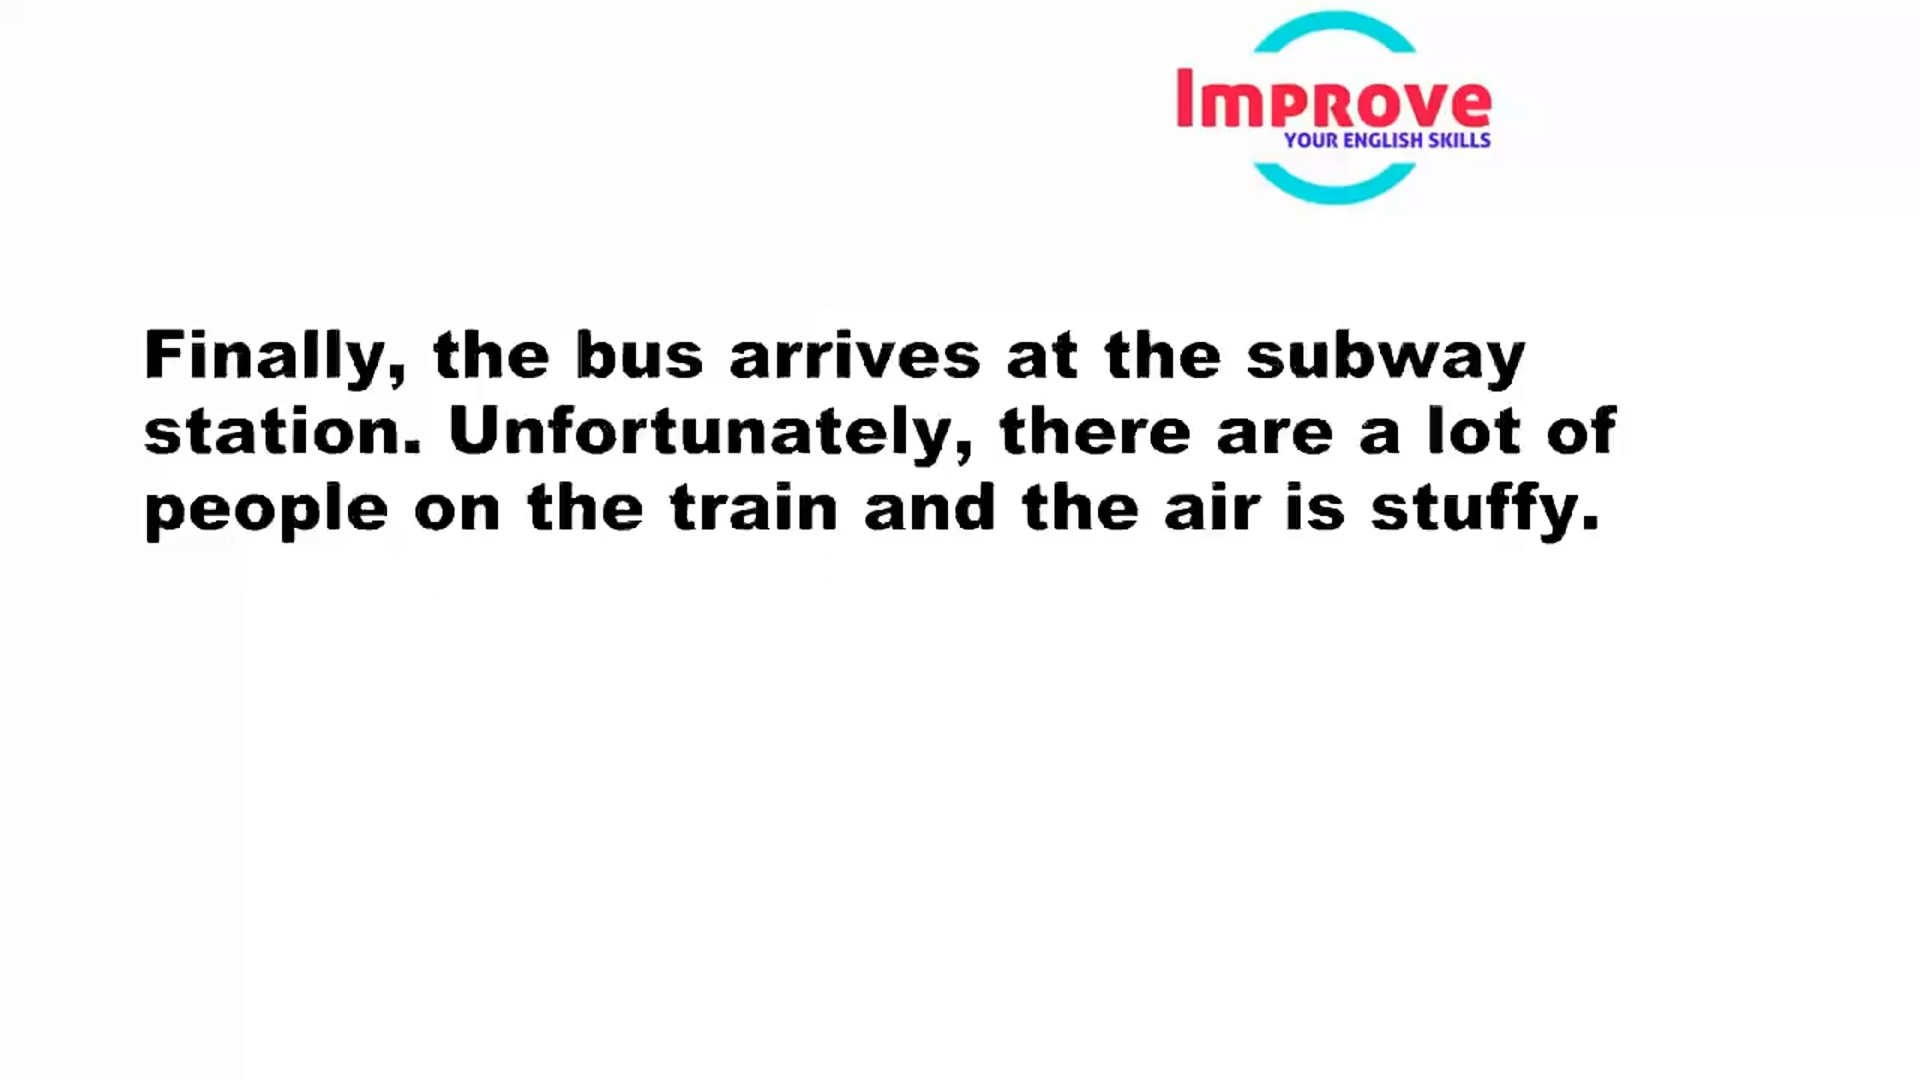 Improve
YOUR ENGLISH SKILLS
Finally, the bus arrives at the subway
station. Unfortunately, there are a lot of
people on the train and the air is stuffy.